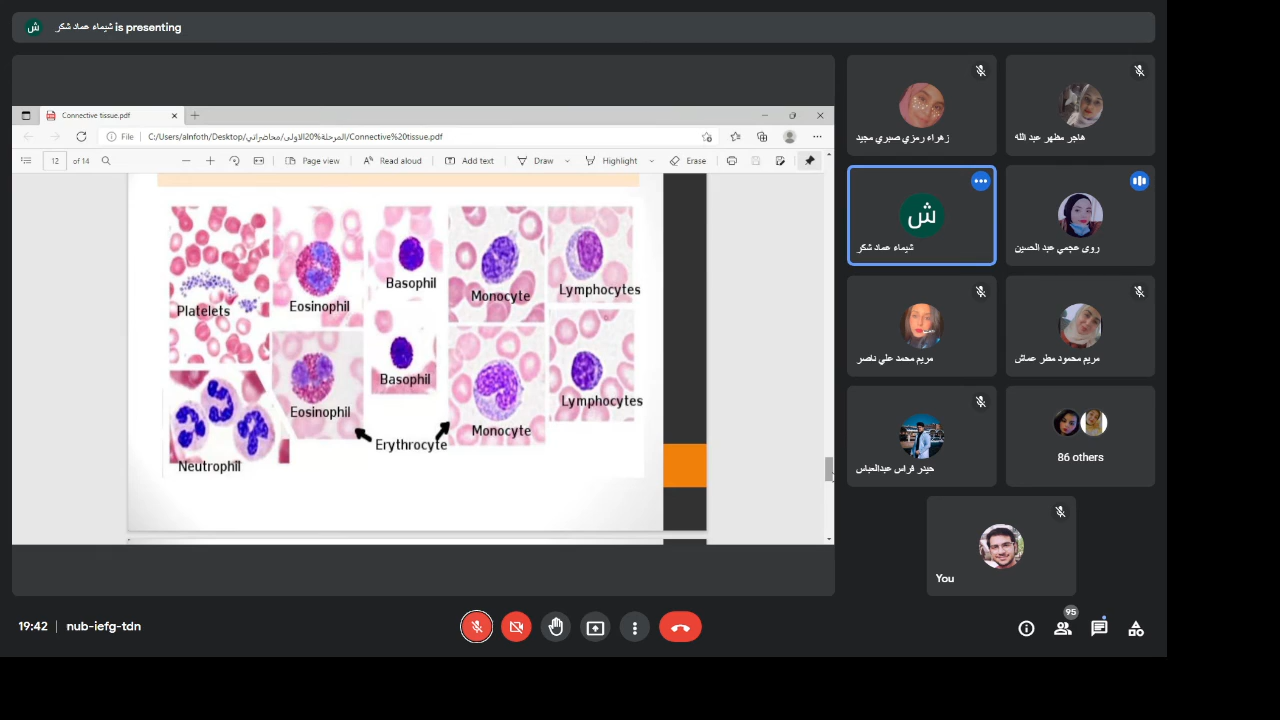 ش شيماء عماد شكر is presenting
Connective tissue.pdf
File C:/Users/alnfoth/Desktop/محاضراتي/المرحلة%20الاولى/Connective%20tissue.pdf
12 of 14 Page view Read aloud Add text Draw Highlight Erase
Platelets
Eosinophil
Basophil
Monocyte
Lymphocytes
Eosinophil
Basophil
Monocyte
Lymphocytes
Erythrocyte
Neutrophil
زهراء رمزي صبري مجيد
هاجر مظهر عبد الله
ش
شيماء عماد شكر
روى عجمي عبد الحسين
مريم محمد علي ناصر
مريم محمود مطر عماش
حيدر فراس عبدالعباس
86 others
You
19:42 | nub-iefg-tdn
95